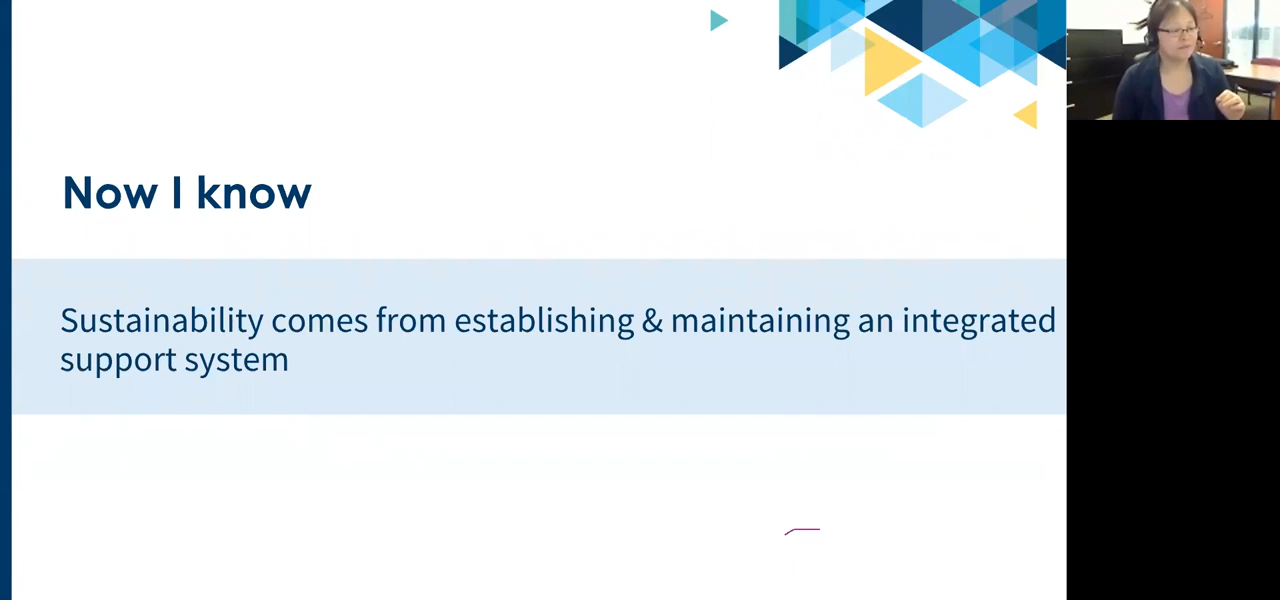 Now I know
Sustainability comes from establishing & maintaining an integrated
support system